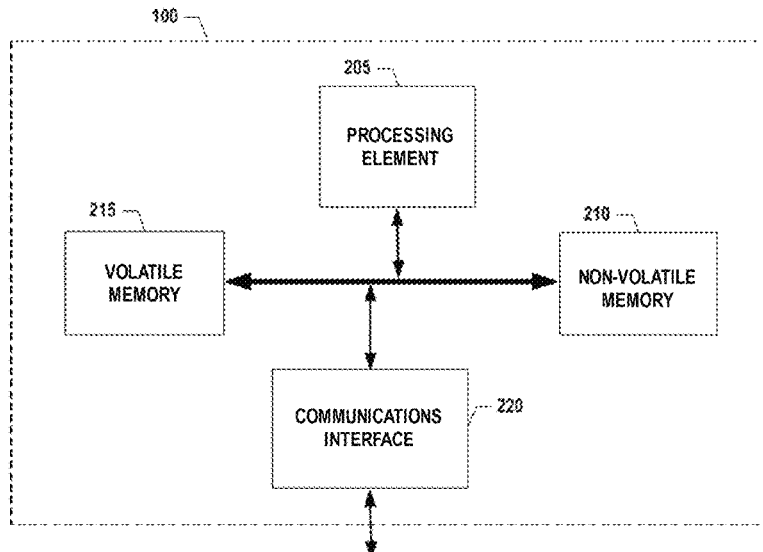 100
205
PROCESSING
ELEMENT
215
VOLATILE
MEMORY
210
NON-VOLATILE
MEMORY
COMMUNICATIONS
INTERFACE
220